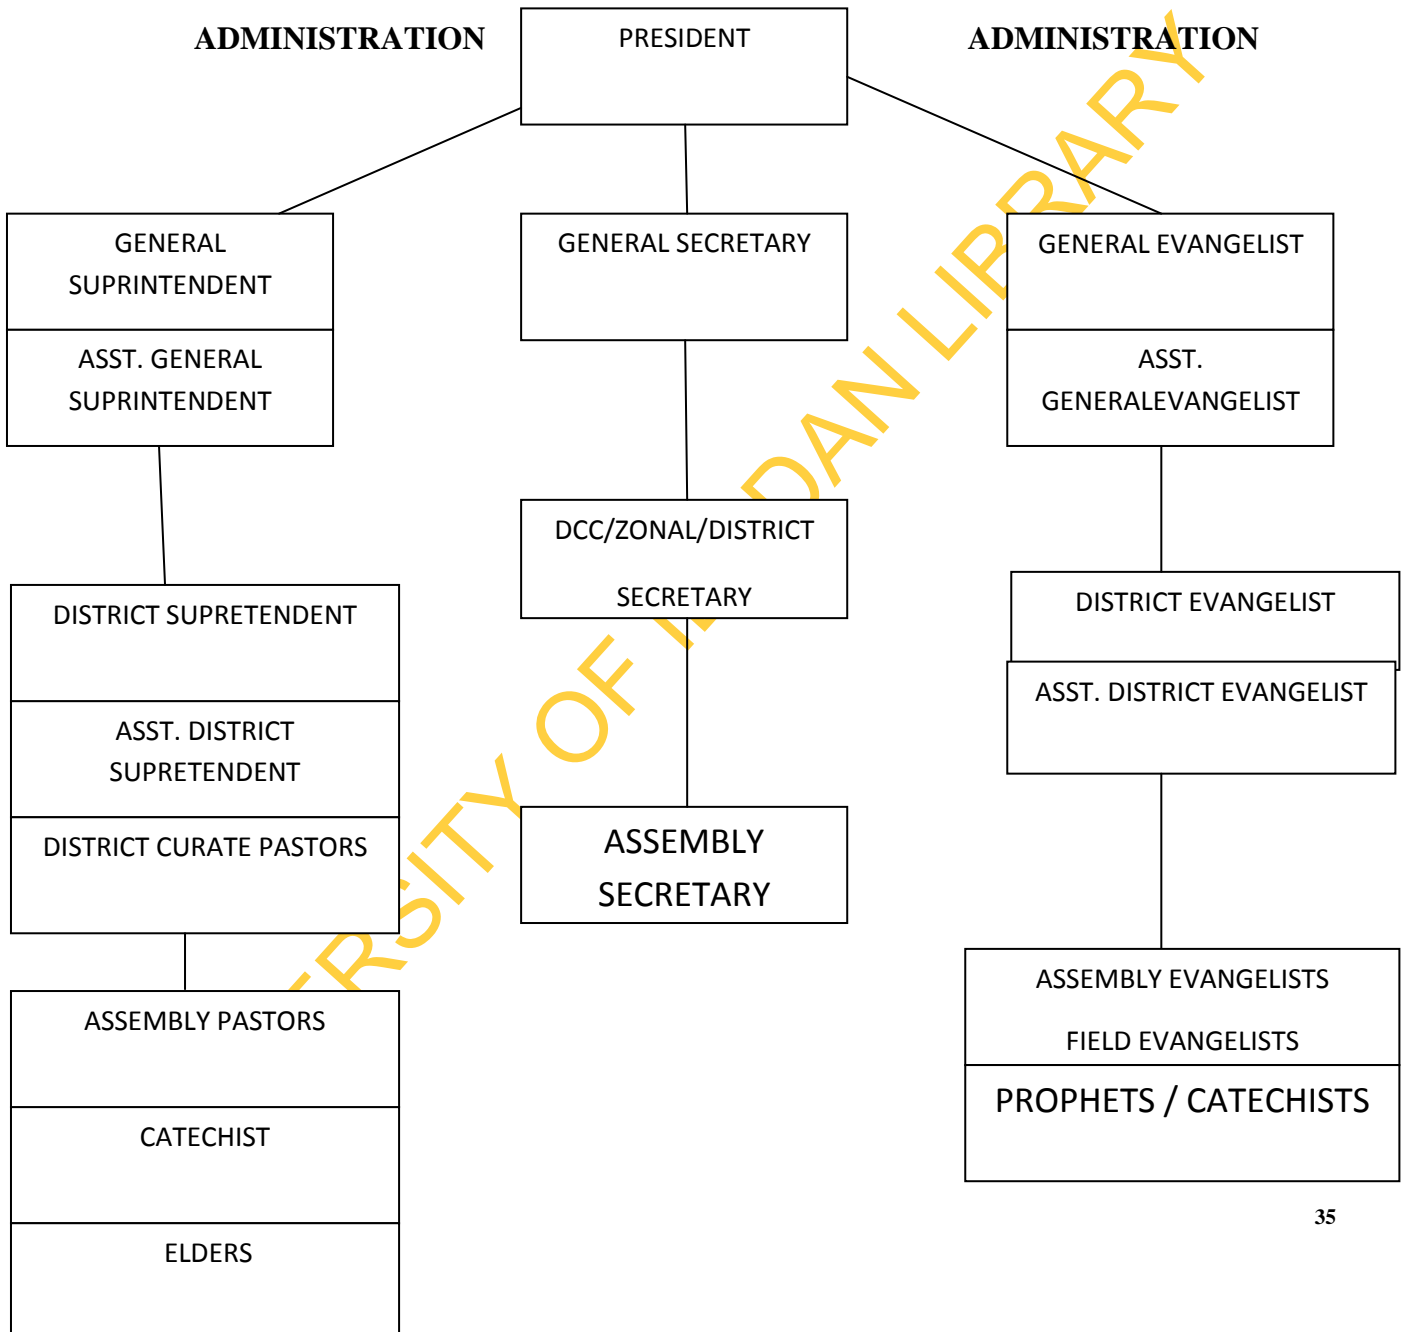 ADMINISTRATION
PRESIDENT
ADMINISTRATION
GENERAL
SUPRINTENDENT
GENERAL SECRETARY
GENERAL EVANGELIST
ASST. GENERAL
SUPRINTENDENT
ASST.
GENERALEVANGELIST
DCC/ZONAL/DISTRICT
SECRETARY
DISTRICT SUPRETENDENT
DISTRICT EVANGELIST
ASST. DISTRICT EVANGELIST
ASST. DISTRICT
SUPRETENDENT
DISTRICT CURATE PASTORS
ASSEMBLY
SECRETARY
ASSEMBLY PASTORS
ASSEMBLY EVANGELISTS
FIELD EVANGELISTS
PROPHETS / CATECHISTS
CATECHIST
ELDERS
35
OF
LIBRARY